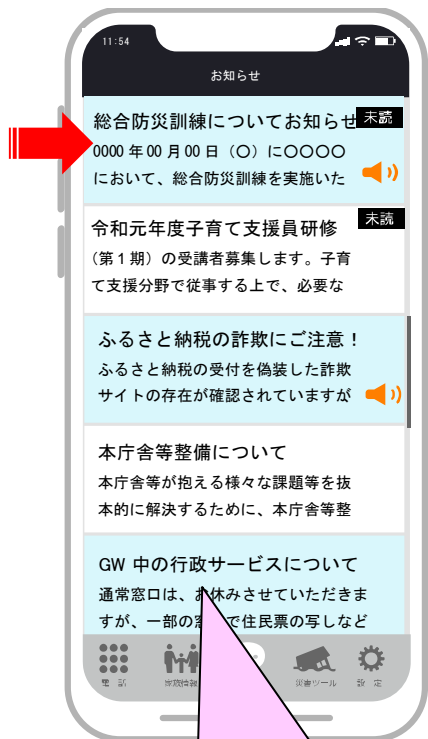 11:54
お知らせ
総合防災訓練についてお知らせ
未読
0000年00月00日（〇）に〇〇〇〇
において、総合防災訓練を実施いた
令和元年度子育て支援員研修
未読
(第1期）の受講者募集します。子育
て支援分野で従事する上で、必要な
ふるさと納税の詐欺にご注意！
ふるさと納税の受付を偽装した詐欺
サイトの存在が確認されていますが
本庁舎等整備について
本庁舎等が抱える様々な課題等を抜
本的に解決するために、本庁舎等整
GW 中の行政サービスについて
通常窓口は、お休みさせていただきま
すが、一部の窓 で住民票の写しなど
電 話
家族情報
災害ツール
設 定